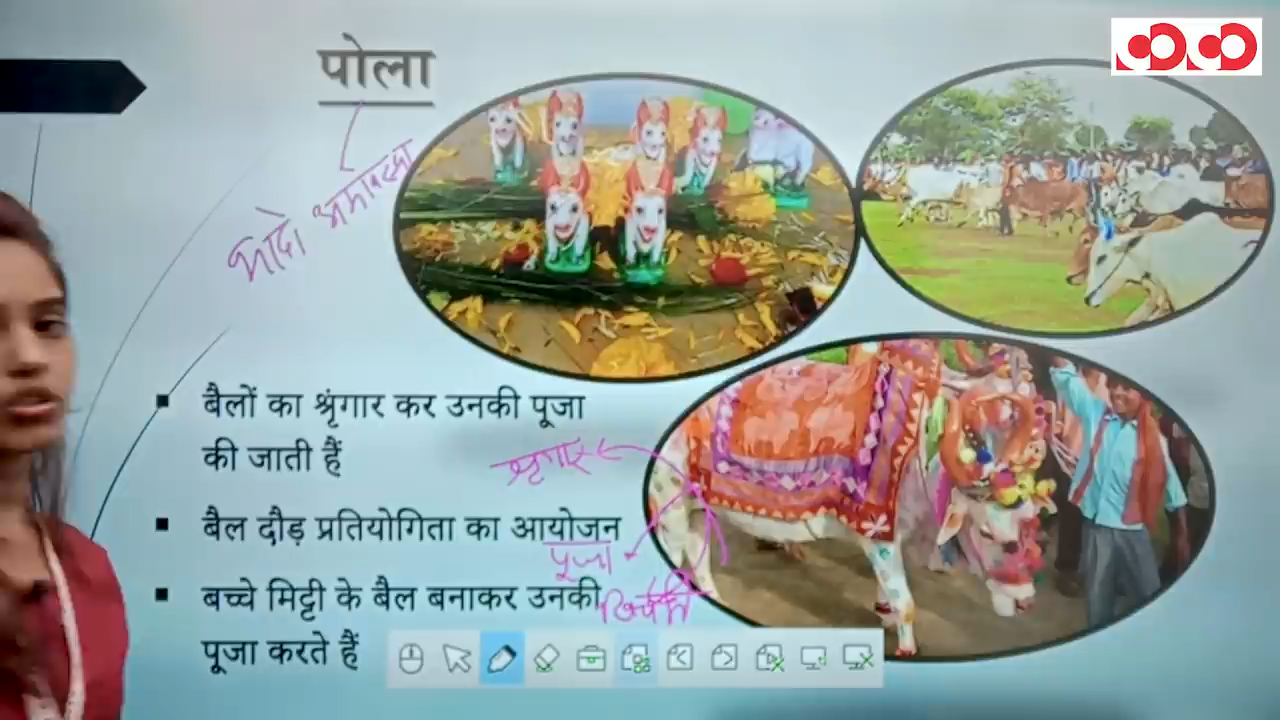 पोला
भादो अमावस्या
बैलों का श्रृंगार कर उनकी पूजा
की जाती हैं
श्रृंगार
बैल दौड़ प्रतियोगिता का आयोजन
पूजा
बच्चे मिट्टी के बैल बनाकर उनकी
पूजा करते हैं